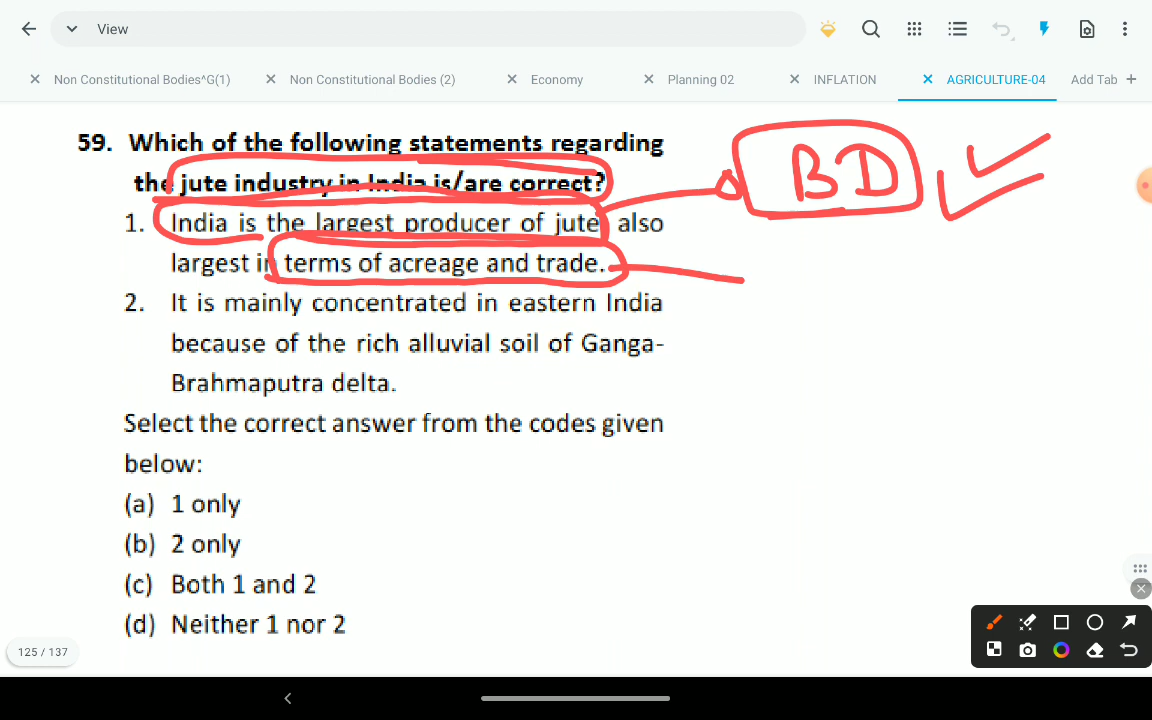 View
Non Constitutional Bodies^G(1)
Non Constitutional Bodies (2)
Economy
Planning 02
INFLATION
AGRICULTURE-04
Add Tab
59. Which of the following statements regarding
the jute industry in India is/are correct?
1. India is the largest producer of jute also
largest in terms of acreage and trade.
BD
2. It is mainly concentrated in eastern India
because of the rich alluvial soil of Ganga-
Brahmaputra delta.
Select the correct answer from the codes given
below:
(a) 1 only
(b) 2 only
(c) Both 1 and 2
(d) Neither 1 nor 2
125 / 137